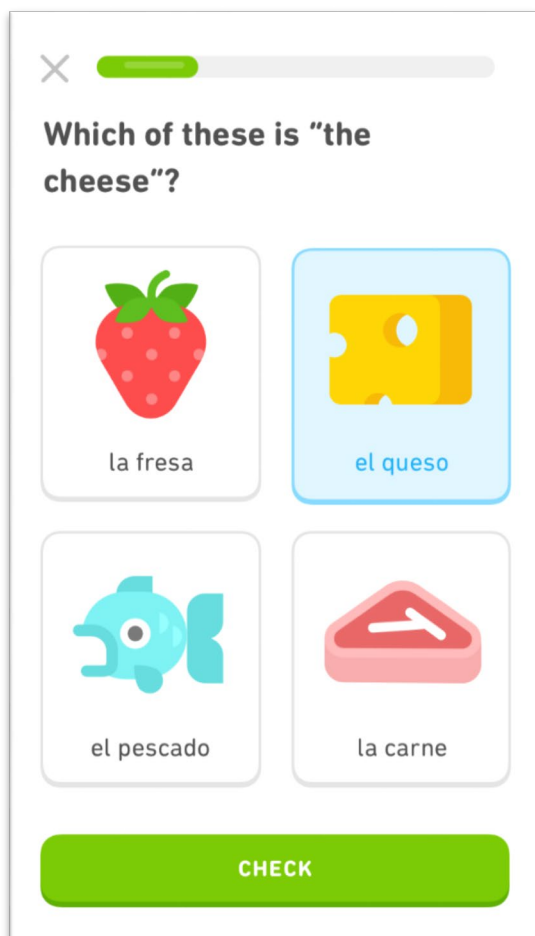 Which of these is “the
cheese”?
la fresa
el queso
el pescado
la carne
CHECK